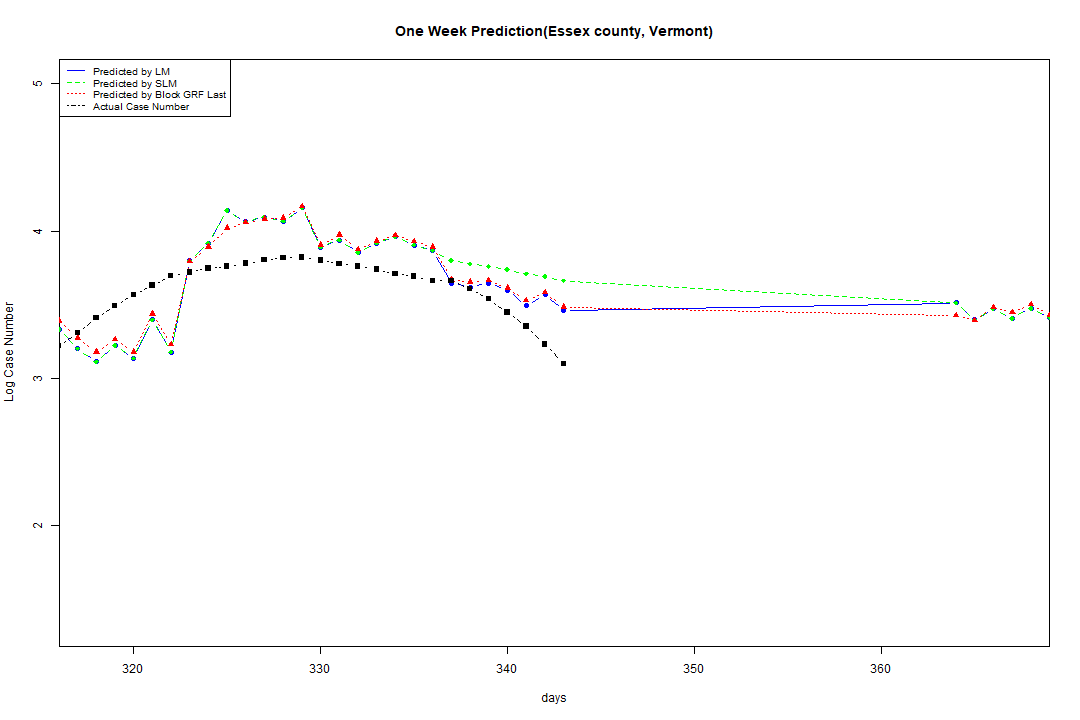 One Week Prediction(Essex county, Vermont)
Predicted by LM
Predicted by SLM
Predicted by Block GRF Last
Actual Case Number
5
4
3
2
Log Case Number
320
330
340
350
360
days